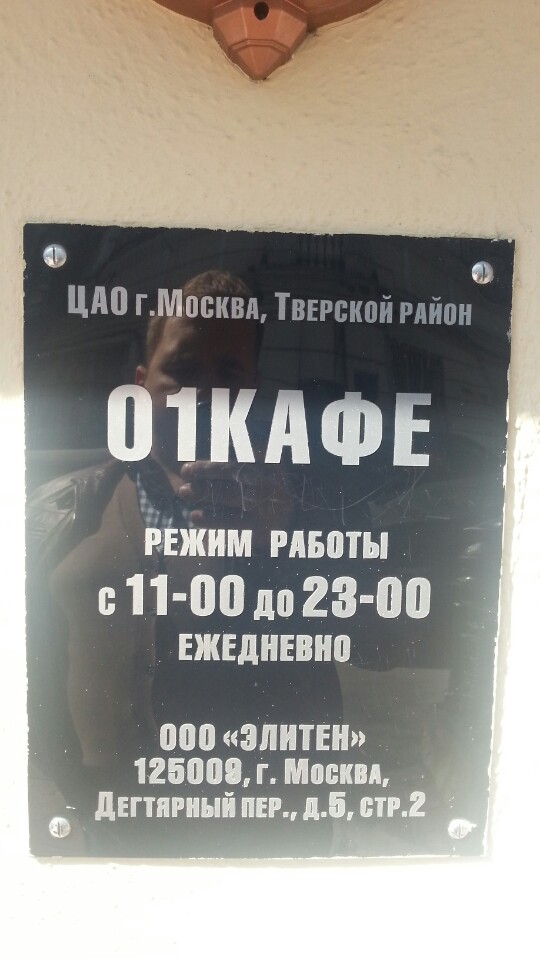 ЦАО г.Москва, Тверской район
01КАФЕ
РЕЖИМ РАБОТЫ
с 11-00 до 23-00
ЕЖЕДНЕВНО
ООО «ЭЛИТЕН»
125009, г. Москва,
Дегтярный пер., д.5, стр.2